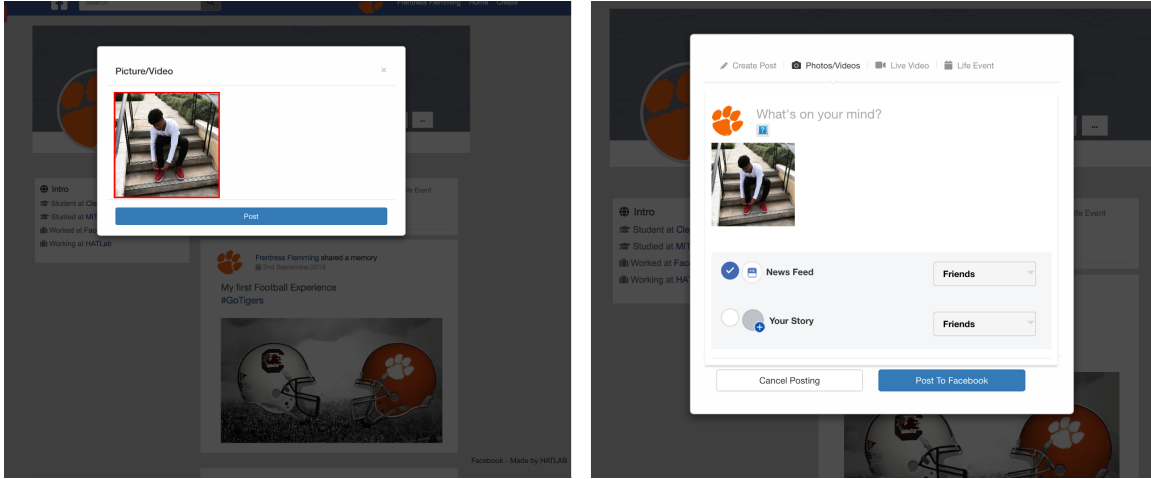 Search
Frentress Flemming Home Create
Picture/Video
×
...
Post
Intro
Student at Cle
Studied at MIT
Worked at Fac
Working at HATLab
fe Event
Frentress Flemming shared a memory
2nd September,2019
My first Football Experience
#GoTigers
Facebook - Made by HATLAB
Create Post
Photos/Videos
Live Video
Life Event
What's on your mind?
?
...
News Feed
Friends
Your Story
Friends
Cancel Posting
Post To Facebook
Intro
Student at Cle
Studied at MIT
Worked at Fac
Working at HA
fe Event